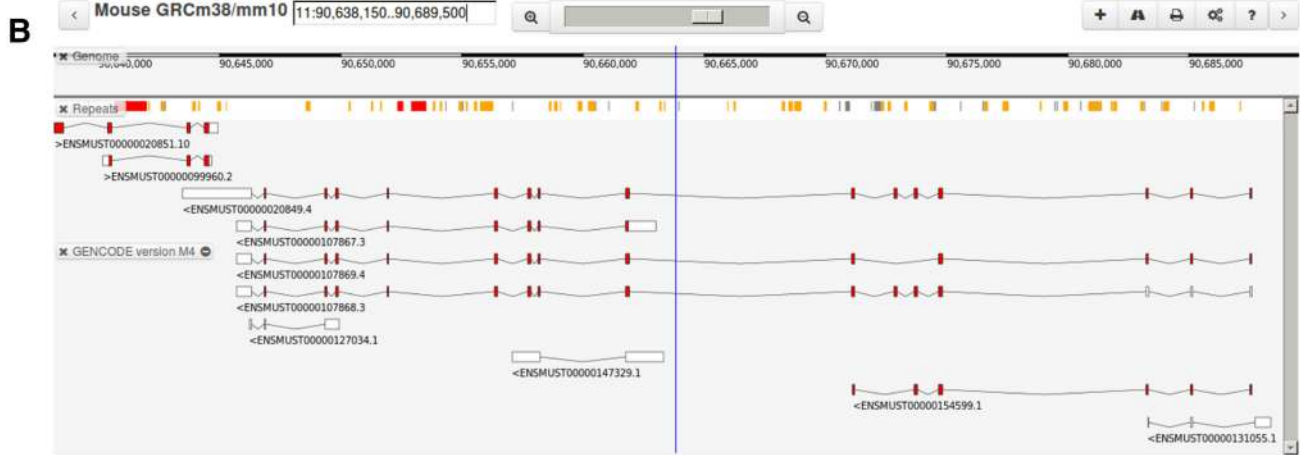 B
Mouse GRCm38/mm10 11:90,638,150..90,689,500
Genome
90,645,000 90,650,000 90,655,000 90,660,000 90,665,000 90,670,000 90,675,000 90,680,000 90,685,000
Repeats
>ENSMUST00000020851.10
>ENSMUST00000099960.2
<ENSMUST00000020849.4
<ENSMUST00000107867.3
GENCODE version M4
<ENSMUST00000107869.4
<ENSMUST00000107868.3
<ENSMUST00000127034.1
<ENSMUST00000147329.1
<ENSMUST00000154599.1
<ENSMUST00000131055.1